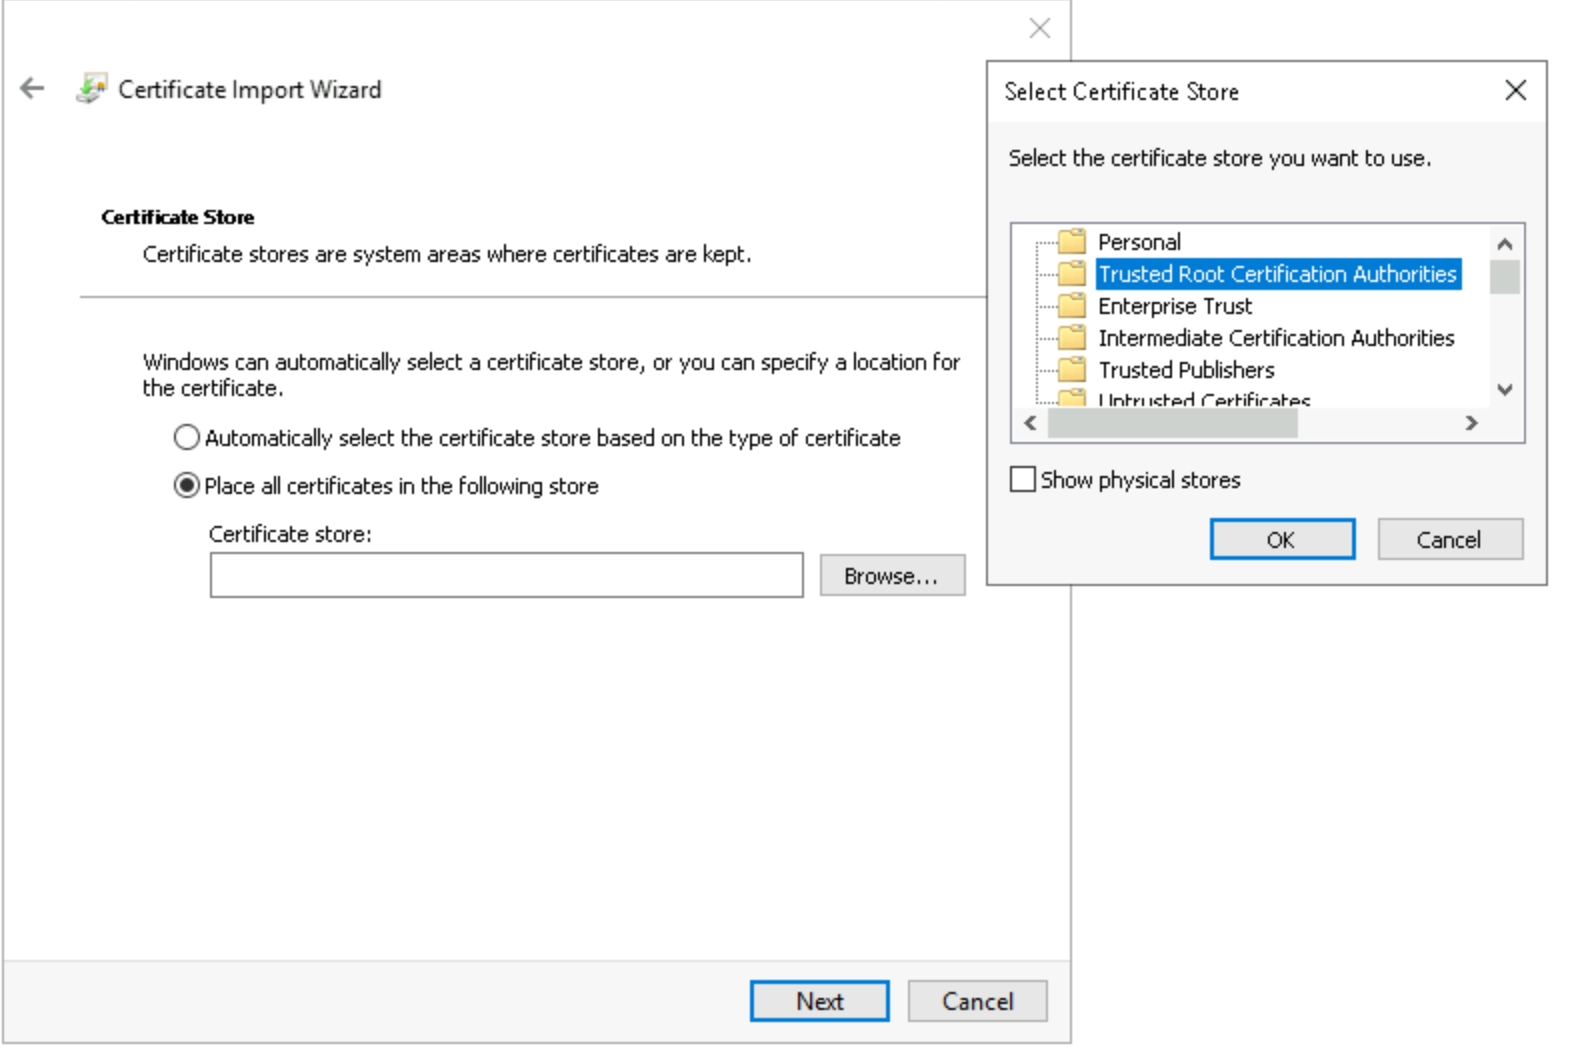 Certificate Import Wizard
Certificate Store
Certificate stores are system areas where certificates are kept.
Windows can automatically select a certificate store, or you can specify a location for
the certificate.
Automatically select the certificate store based on the type of certificate
Place all certificates in the following store
Certificate store:
Browse...
Next
Cancel
Select Certificate Store
Select the certificate store you want to use.
Personal
Trusted Root Certification Authorities
Enterprise Trust
Intermediate Certification Authorities
Trusted Publishers
Untrusted Certificates
Show physical stores
OK
Cancel